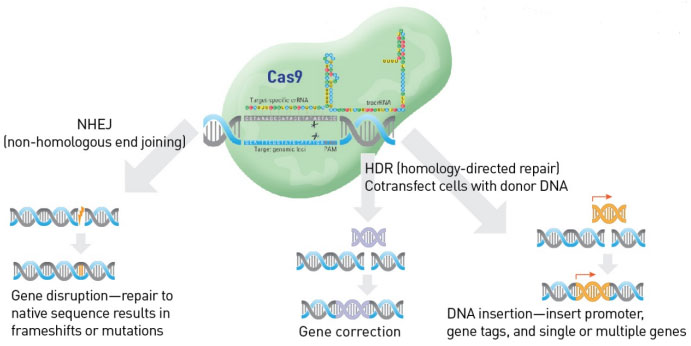 Cas9
Target-specific crRNA
tracrRNA
Target genomic loci
PAM
NHEJ
(non-homologous end joining)
HDR (homology-directed repair)
Cotransfect cells with donor DNA
Gene disruption—repair to
native sequence results in
frameshifts or mutations
Gene correction
DNA insertion—insert promoter,
gene tags, and single or multiple genes